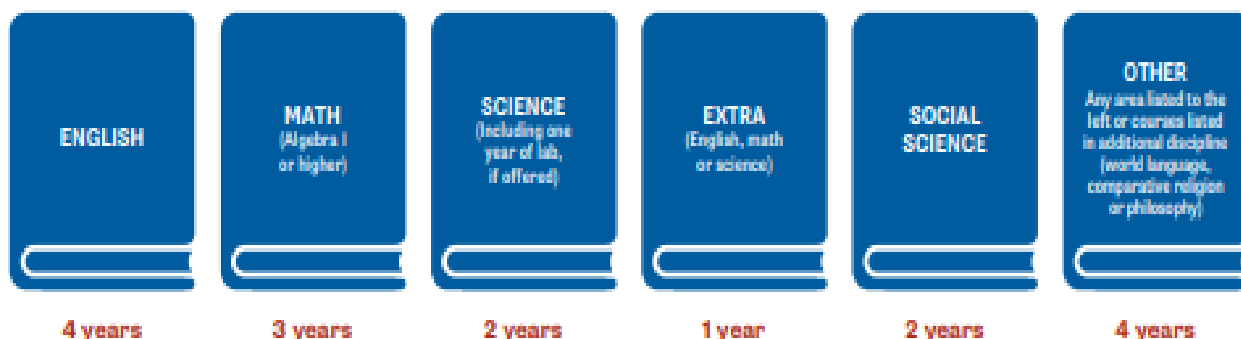 ENGLISH
4 years
MATH
(Algebra I
or higher)
3 years
SCIENCE
(Including one
year of lab,
if offered)
2 years
EXTRA
(English, math
or science)
1 year
SOCIAL
SCIENCE
2 years
OTHER
Any area listed to the
left or courses listed
in additional discipline
(world language,
comparative religion
or philosophy)
4 years